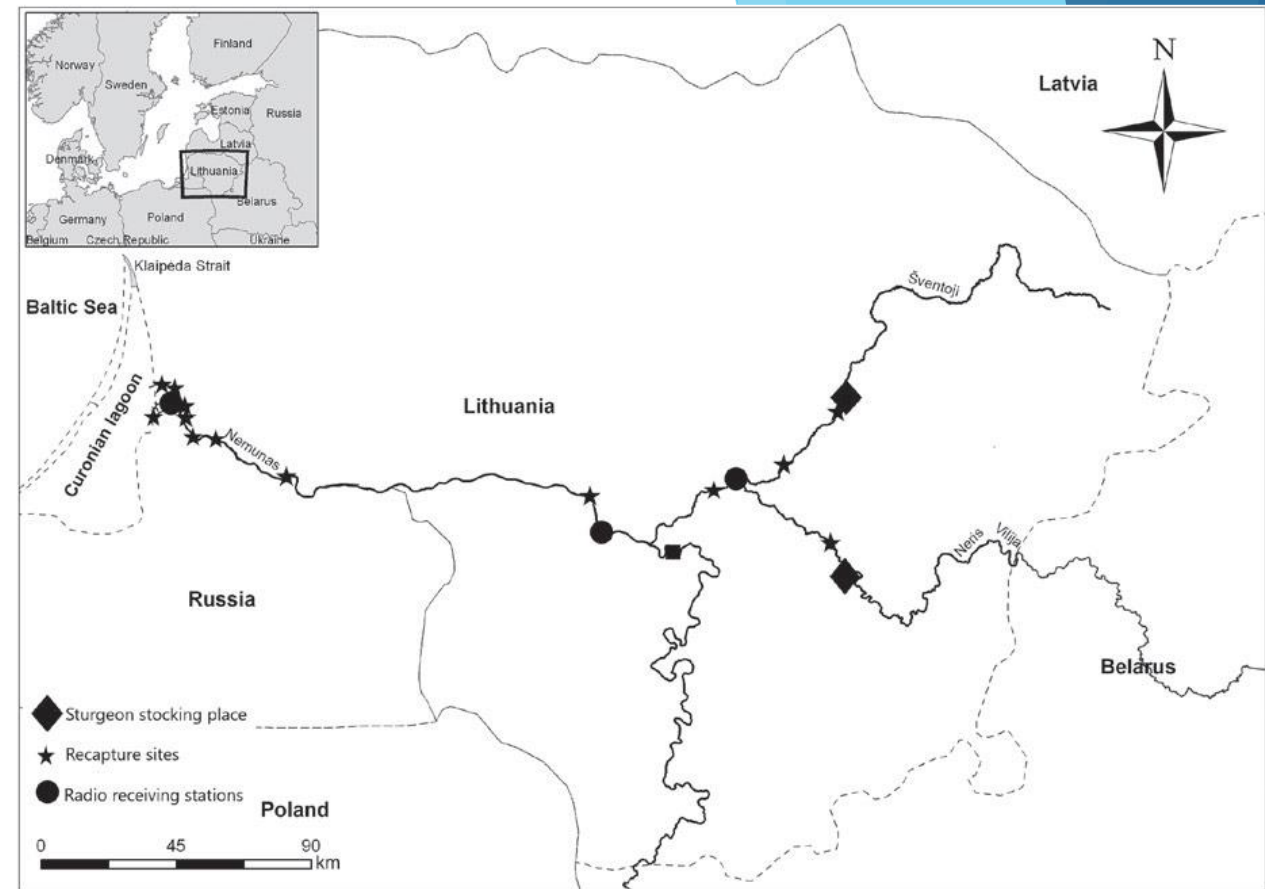 Finland
Norway
Sweden
Estonia
Russia
Latvia
Denmark
Lithuania
Belarus
Germany
Poland
Belgium
Czech Republic
Ukraine
N
Latvia
Klaipėda Strait
Baltic Sea
Šventoji
Curonian lagoon
Lithuania
Nemunas
Neris
Vilija
Russia
Belarus
Sturgeon stocking place
Recapture sites
Radio receiving stations
Poland
0 45 90
km